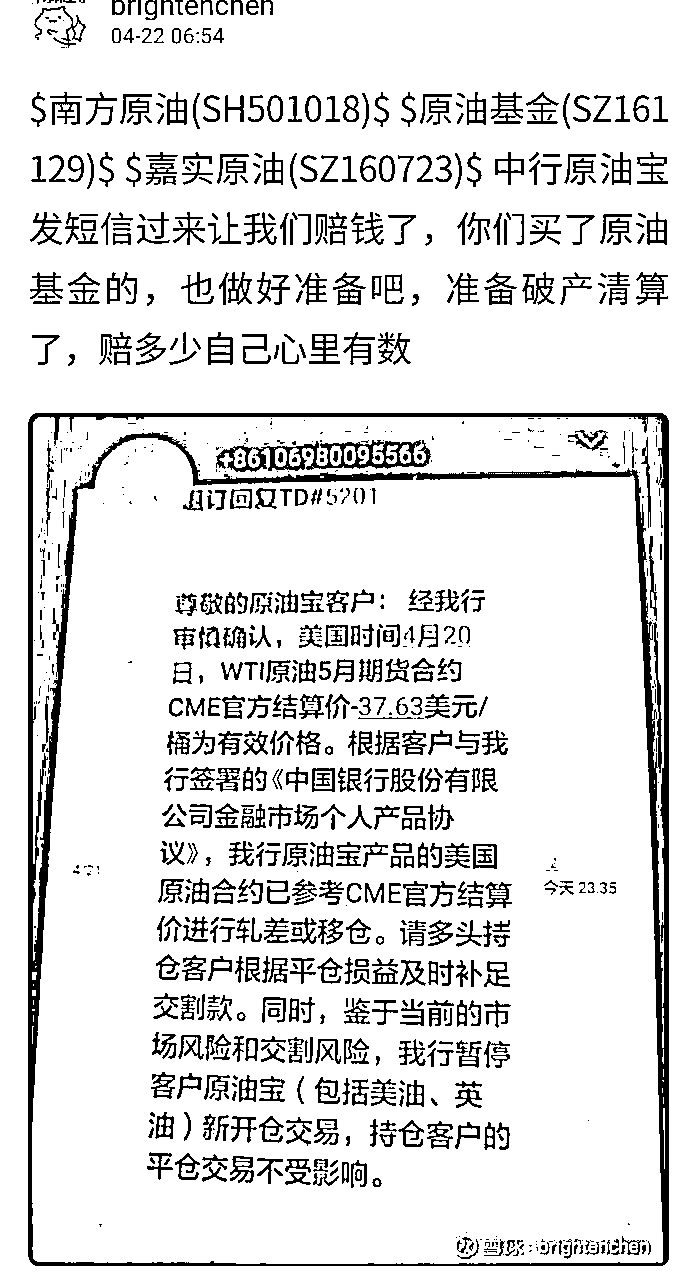 brightenchen
04-22 06:54
$南方原油(SH501018)$ $原油基金(SZ161
129)$ $嘉实原油(SZ160723)$ 中行原油宝
发短信过来让我们赔钱了，你们买了原油
基金的，也做好准备吧，准备破产清算
了，赔多少自己心里有数
+86106980095566
退订回复TD#5201
尊敬的原油宝客户： 经我行
审慎确认，美国时间4月20
日，WTI原油5月期货合约
CME官方结算价-37.63美元/
桶为有效价格。根据客户与我
行签署的《中国银行股份有限
公司金融市场个人产品协
议》，我行原油宝产品的美国
原油合约已参考CME官方结算
价进行轧差或移仓。请多头持
仓客户根据平仓损益及时补足
交割款。同时，鉴于当前的市
场风险和交割风险，我行暂停
客户原油宝（包括美油、英
油）新开仓交易，持仓客户的
平仓交易不受影响。
今天 23:35
雪球：brightenchen